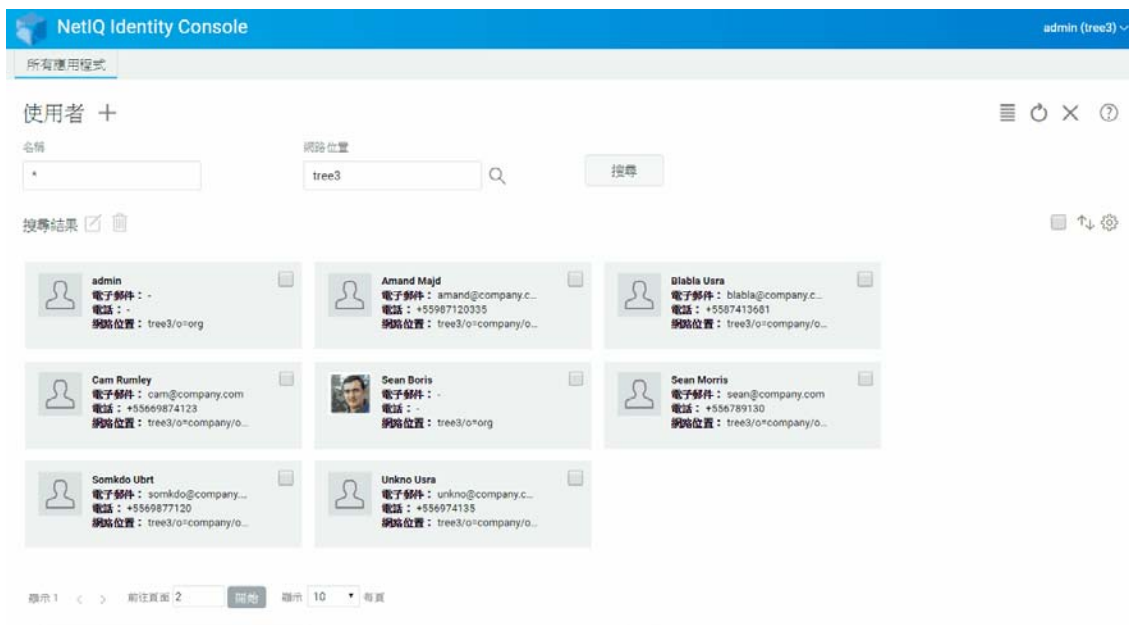 NetIQ Identity Console
admin (tree3)
所有應用程式
使用者
名稱
網路位置
*
tree3
搜尋
搜尋結果
admin
電子郵件： -
電話： -
網路位置： tree3/o=org
Amand Majd
電子郵件： amand@company.c...
電話： +55987120335
網路位置： tree3/o=company/o...
Blabla Usra
電子郵件： blabla@company.c...
電話： +5587413681
網路位置： tree3/o=company/o...
Cam Rumley
電子郵件： cam@company.com
電話： +55669874123
網路位置： tree3/o=company/o...
Sean Boris
電子郵件： -
電話： -
網路位置： tree3/o=org
Sean Morris
電子郵件： sean@company.com
電話： +556789130
網路位置： tree3/o=company/o...
Somkdo Ubrt
電子郵件： somkdo@company....
電話： +5569877120
網路位置： tree3/o=company/o...
Unkno Usra
電子郵件： unkno@company.c...
電話： +556974135
網路位置： tree3/o=company/o...
顯示 1 < > 前往頁面 2 開始 顯示 10 每頁